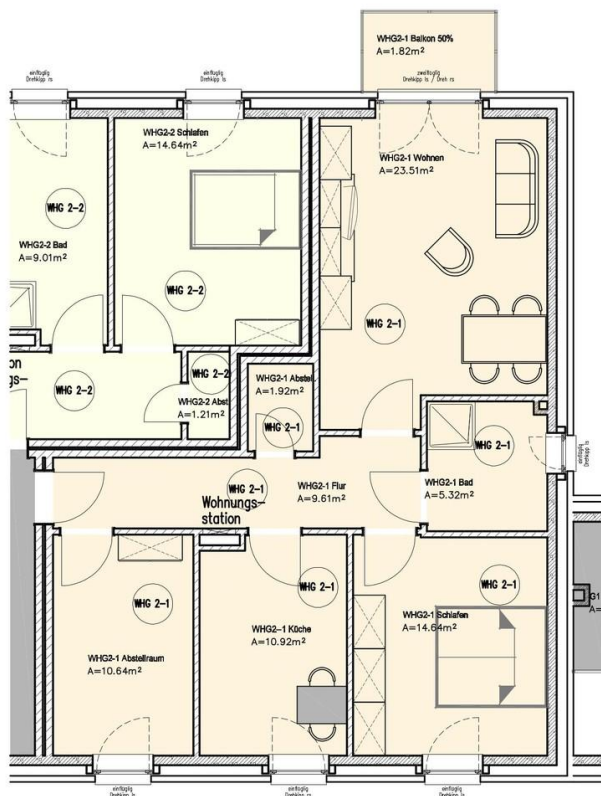 WHG2-1 Balkon 50%
A=1.82m²
einflüglig
Drehkipp ls
einflüglig
Drehkipp ls
zweiflüglig
Drehkipp ls / Dreh rs
WHG2-2 Schlafen
A=14.64m²
WHG2-1 Wohnen
A=23.51m²
WHG 2-2
WHG2-2 Bad
A=9.01m²
WHG 2-2
WHG 2-1
WHG 2-2
WHG 2-2
WHG2-2 Abst
A=1.21m²
WHG2-1 Abstel
A=1.92m²
WHG 2-1
WHG 2-1
WHG2-1 Bad
A=5.32m²
einflüglig
Drehkipp ls
WHG 2-1
Wohnungs-
station
WHG2-1 Flur
A=9.61m²
WHG 2-1
WHG2-1 Abstellraum
A=10.64m²
WHG 2-1
WHG2-1 Küche
A=10.92m²
WHG 2-1
WHG2-1 Schlafen
A=14.64m²
einflüglig
Drehkipp ls
einflüglig
Drehkipp rs
einflüglig
Drehkipp ls